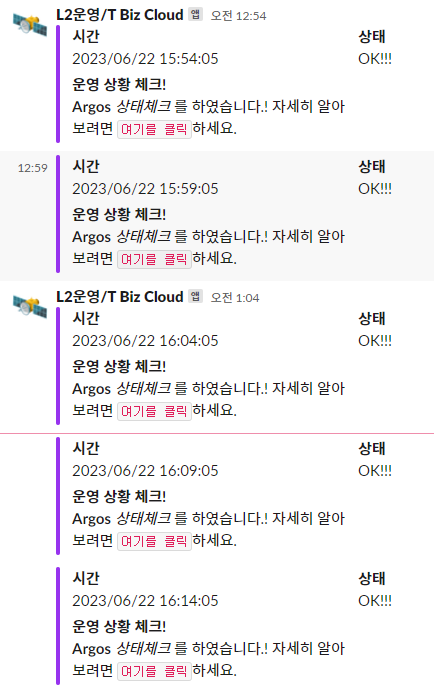 L2운영/T Biz Cloud 앱 오전 12:54
시간 상태
2023/06/22 15:54:05 OK!!!
운영 상황 체크!
Argos 상태체크 를 하였습니다.! 자세히 알아
보려면 여기를 클릭하세요.
12:59 시간 상태
2023/06/22 15:59:05 OK!!!
운영 상황 체크!
Argos 상태체크 를 하였습니다.! 자세히 알아
보려면 여기를 클릭하세요.
L2운영/T Biz Cloud 앱 오전 1:04
시간 상태
2023/06/22 16:04:05 OK!!!
운영 상황 체크!
Argos 상태체크 를 하였습니다.! 자세히 알아
보려면 여기를 클릭하세요.
시간 상태
2023/06/22 16:09:05 OK!!!
운영 상황 체크!
Argos 상태체크 를 하였습니다.! 자세히 알아
보려면 여기를 클릭하세요.
시간 상태
2023/06/22 16:14:05 OK!!!
운영 상황 체크!
Argos 상태체크 를 하였습니다.! 자세히 알아
보려면 여기를 클릭하세요.